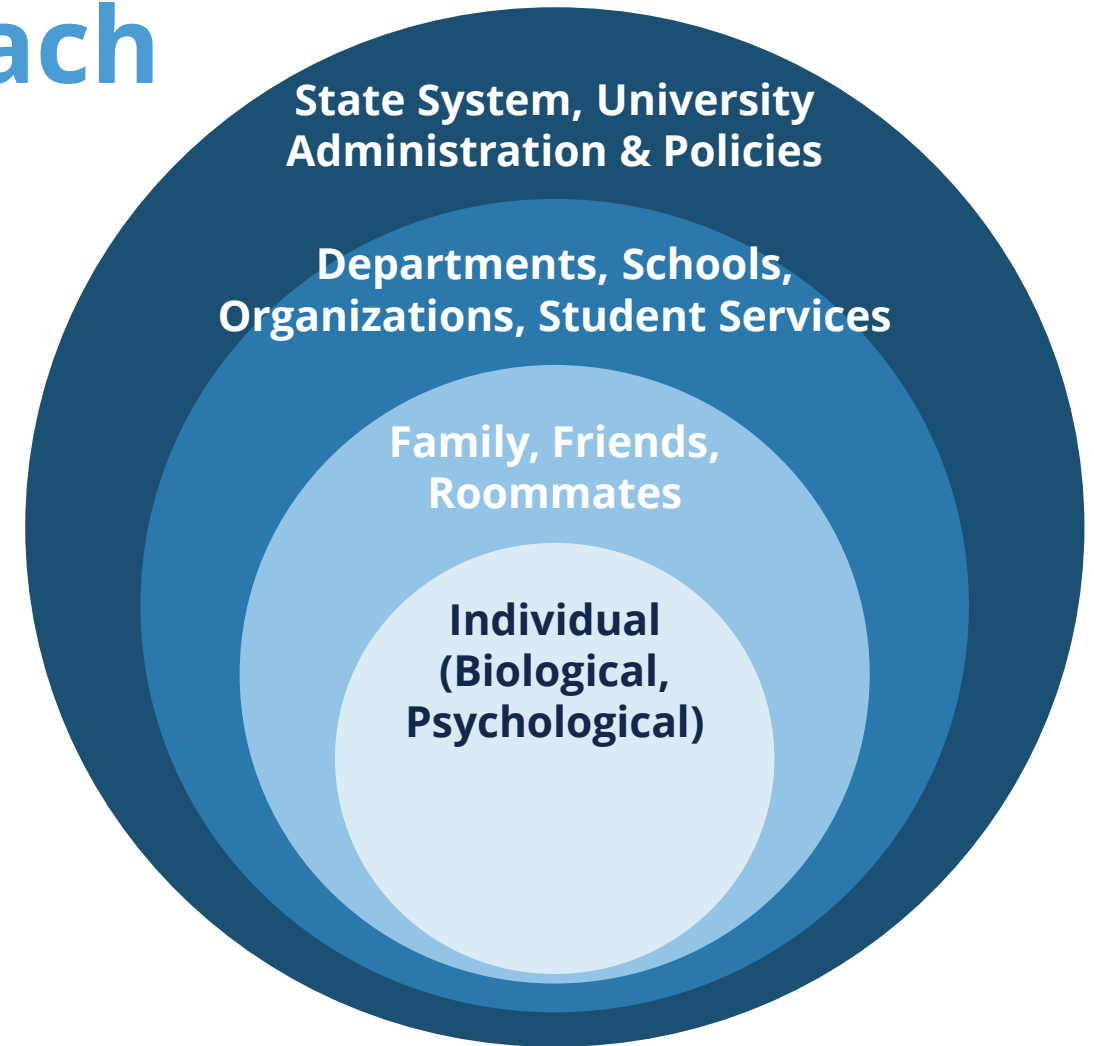 ach
State System, University
Administration & Policies
Departments, Schools,
Organizations, Student Services
Family, Friends,
Roommates
Individual
(Biological,
Psychological)